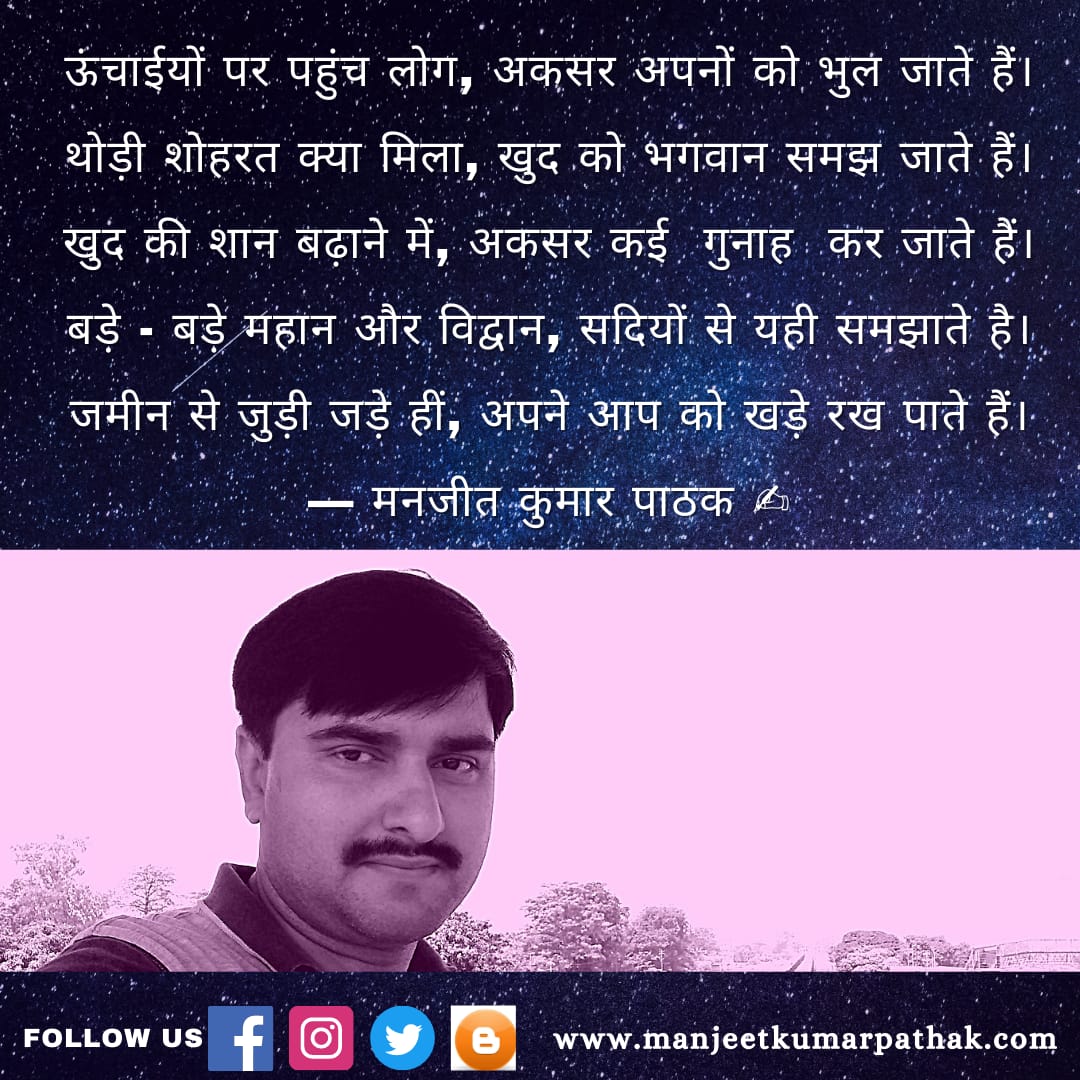 ऊंचाईयों पर पहुंच लोग, अकसर अपनों को भुल जाते हैं।
थोड़ी शोहरत क्या मिला, खुद को भगवान समझ जाते हैं।
खुद की शान बढ़ाने में, अकसर कई गुनाह कर जाते हैं।
बड़े - बड़े महान और विद्वान, सदियों से यही समझाते है।
जमीन से जुड़ी जड़े हीं, अपने आप को खड़े रख पाते हैं।
— मनजीत कुमार पाठक ✍
FOLLOW US www.manjeetkumarpathak.com